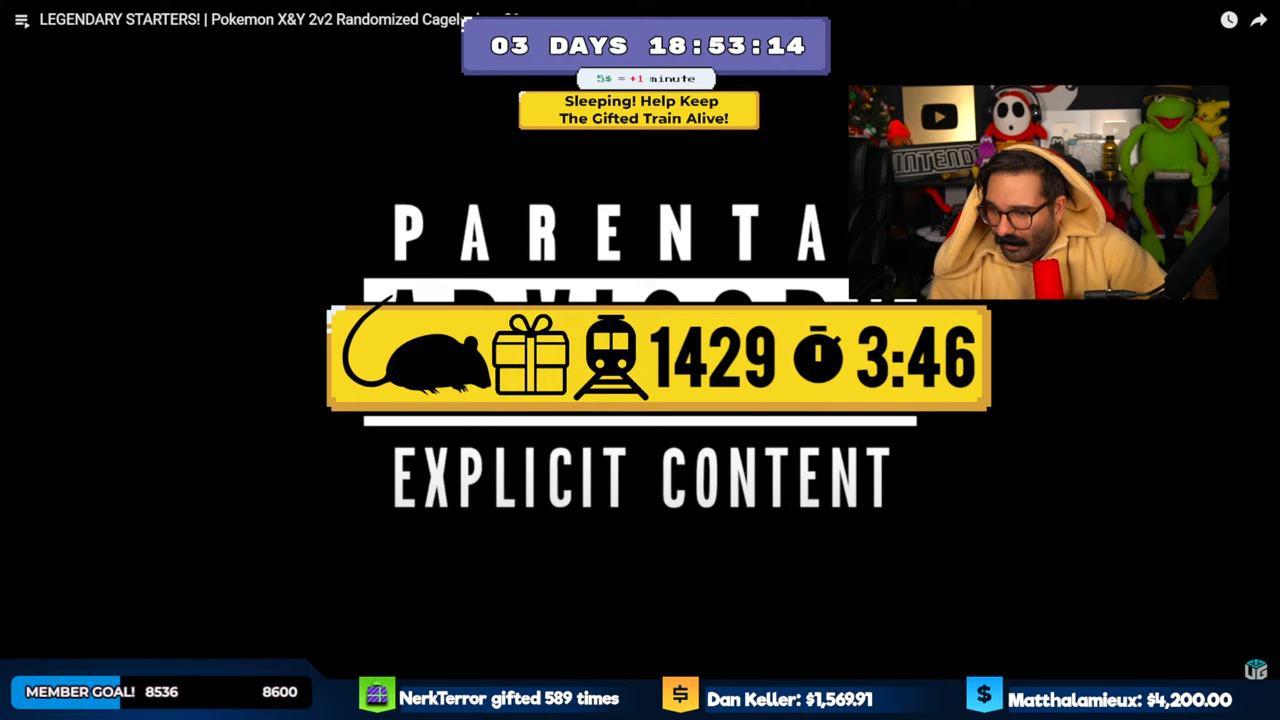 LEGENDARY STARTERS! | Pokemon X&Y 2v2 Randomized Cagel
03 DAYS 18:53:14
5$ = +1 minute
Sleeping! Help Keep
The Gifted Train Alive!
NINTENDO
PARENTA
1429 3:46
EXPLICIT CONTENT
MEMBER GOAL! 8536 8600
NerkTerror gifted 589 times
Dan Keller: $1,569.91
Matthalamieux: $4,200.00
UG